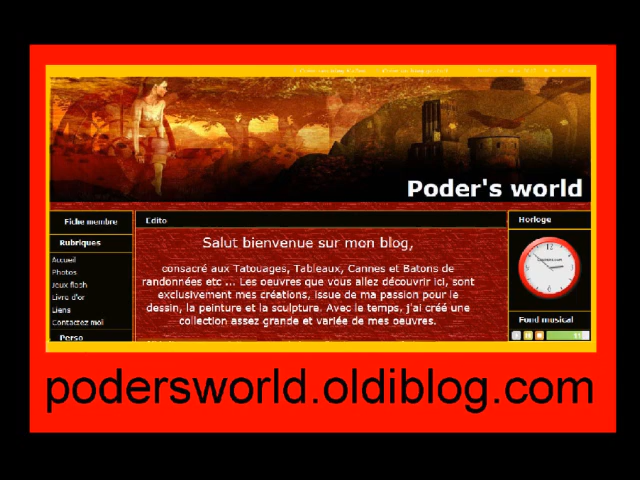 Poder's world
Fiche membre
Rubriques
Accueil
Photos
Jeux flash
Livre d'or
Liens
Contactez moi
Perso
Edito
Salut bienvenue sur mon blog,
consacré aux Tatouages, Tableaux, Cannes et Batons de
randonnées etc ... Les oeuvres que vous allez découvrir ici, sont
exclusivement mes créations, issue de ma passion pour le
dessin, la peinture et la sculpture. Avec le temps, j'ai créé une
collection assez grande et variée de mes oeuvres.
Horloge
Fond musical
podersworld.oldiblog.com